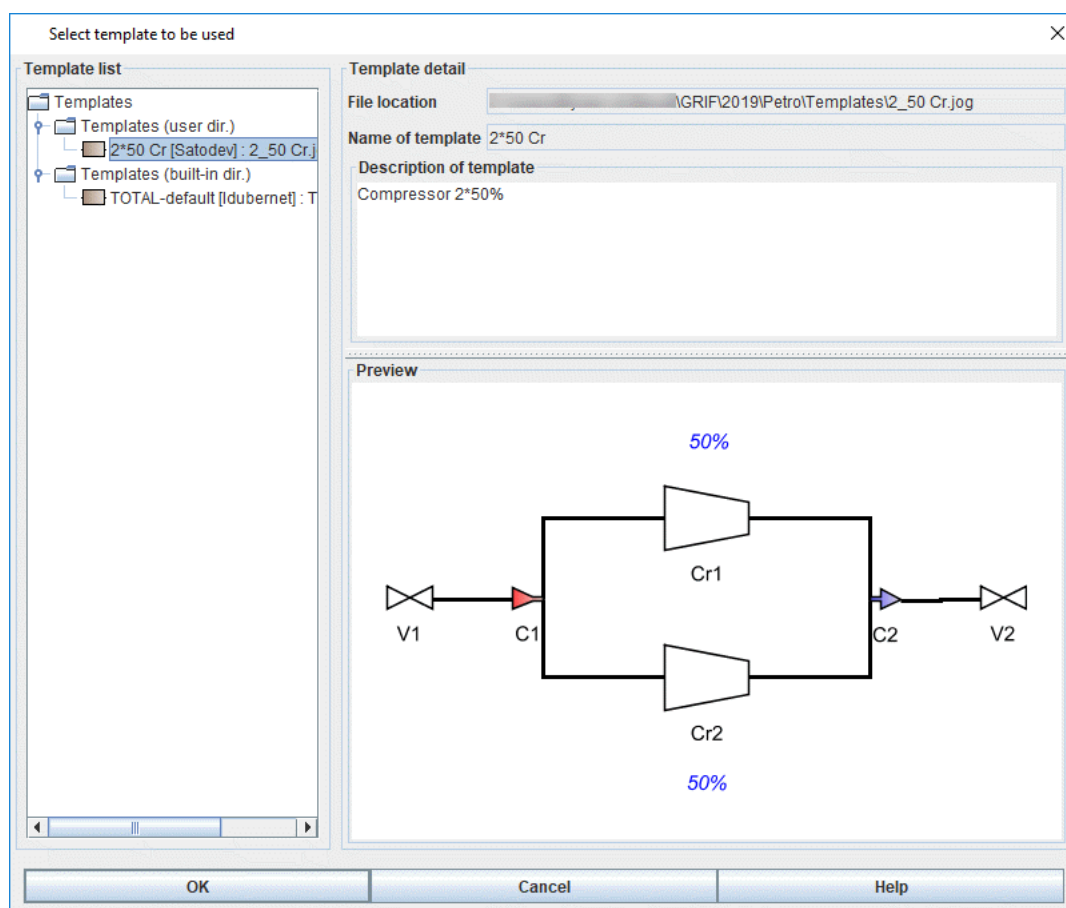 Select template to be used
Template list
Templates
Templates (user dir.)
2*50 Cr [Satodev] : 2_50 Cr.j
Templates (built-in dir.)
TOTAL-default [ldubernet] : T
Template detail
File location \GRIF\2019\Petro\Templates\2_50 Cr.jog
Name of template 2*50 Cr
Description of template
Compressor 2*50%
Preview
50%
Cr1
V1 C1 C2 V2
Cr2
50%
OK Cancel Help